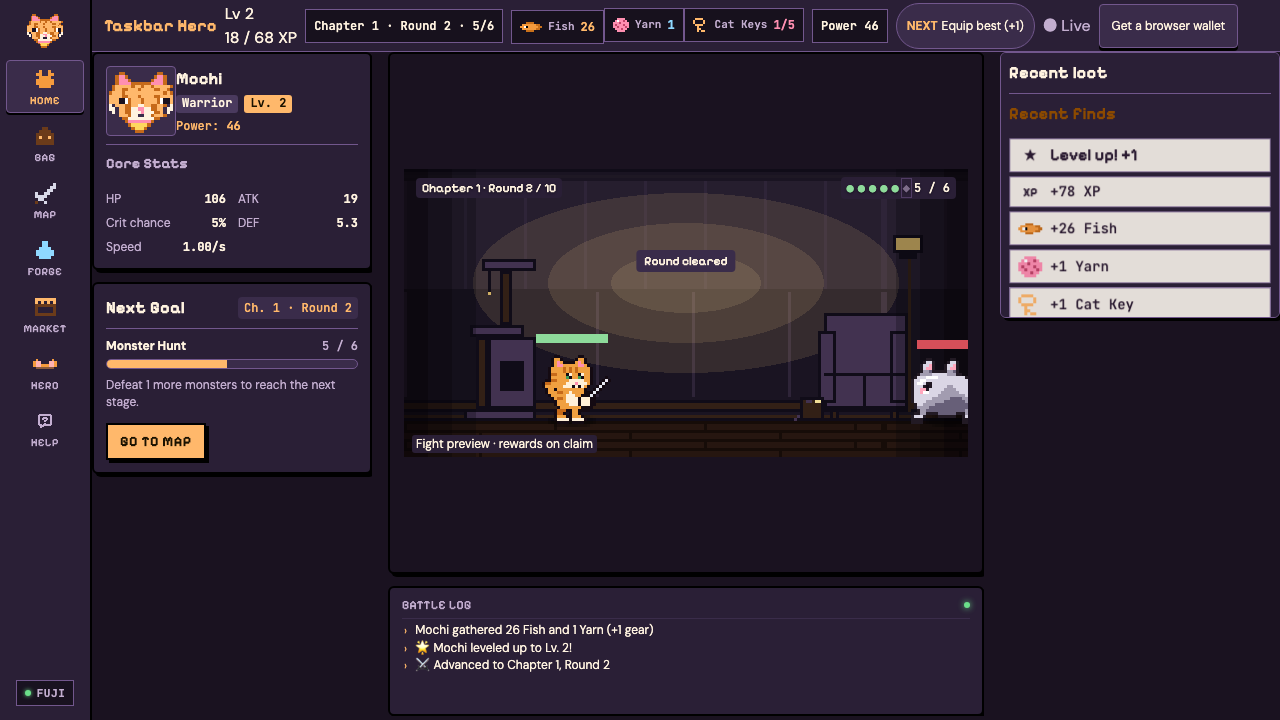 Taskbar Hero
Lv 2
18 / 68 XP
Chapter 1 · Round 2 · 5/6
Fish 26
Yarn 1
Cat Keys 1/5
Power 46
NEXT Equip best (+1)
Live
Get a browser wallet
HOME
BAG
MAP
FORGE
MARKET
HERO
HELP
FUJI
Mochi
Warrior
Lv. 2
Power: 46
Core Stats
HP 106 ATK 19
Crit chance 5% DEF 5.3
Speed 1.00/s
Next Goal
Ch. 1 · Round 2
Monster Hunt 5 / 6
Defeat 1 more monsters to reach the next
stage.
GO TO MAP
Chapter 1 · Round 2 / 10
5 / 6
Round cleared
Fight preview · rewards on claim
BATTLE LOG
› Mochi gathered 26 Fish and 1 Yarn (+1 gear)
› 🌟 Mochi leveled up to Lv. 2!
› ⚔️ Advanced to Chapter 1, Round 2
Recent loot
Recent finds
★ Level up! +1
XP +78 XP
+26 Fish
+1 Yarn
+1 Cat Key